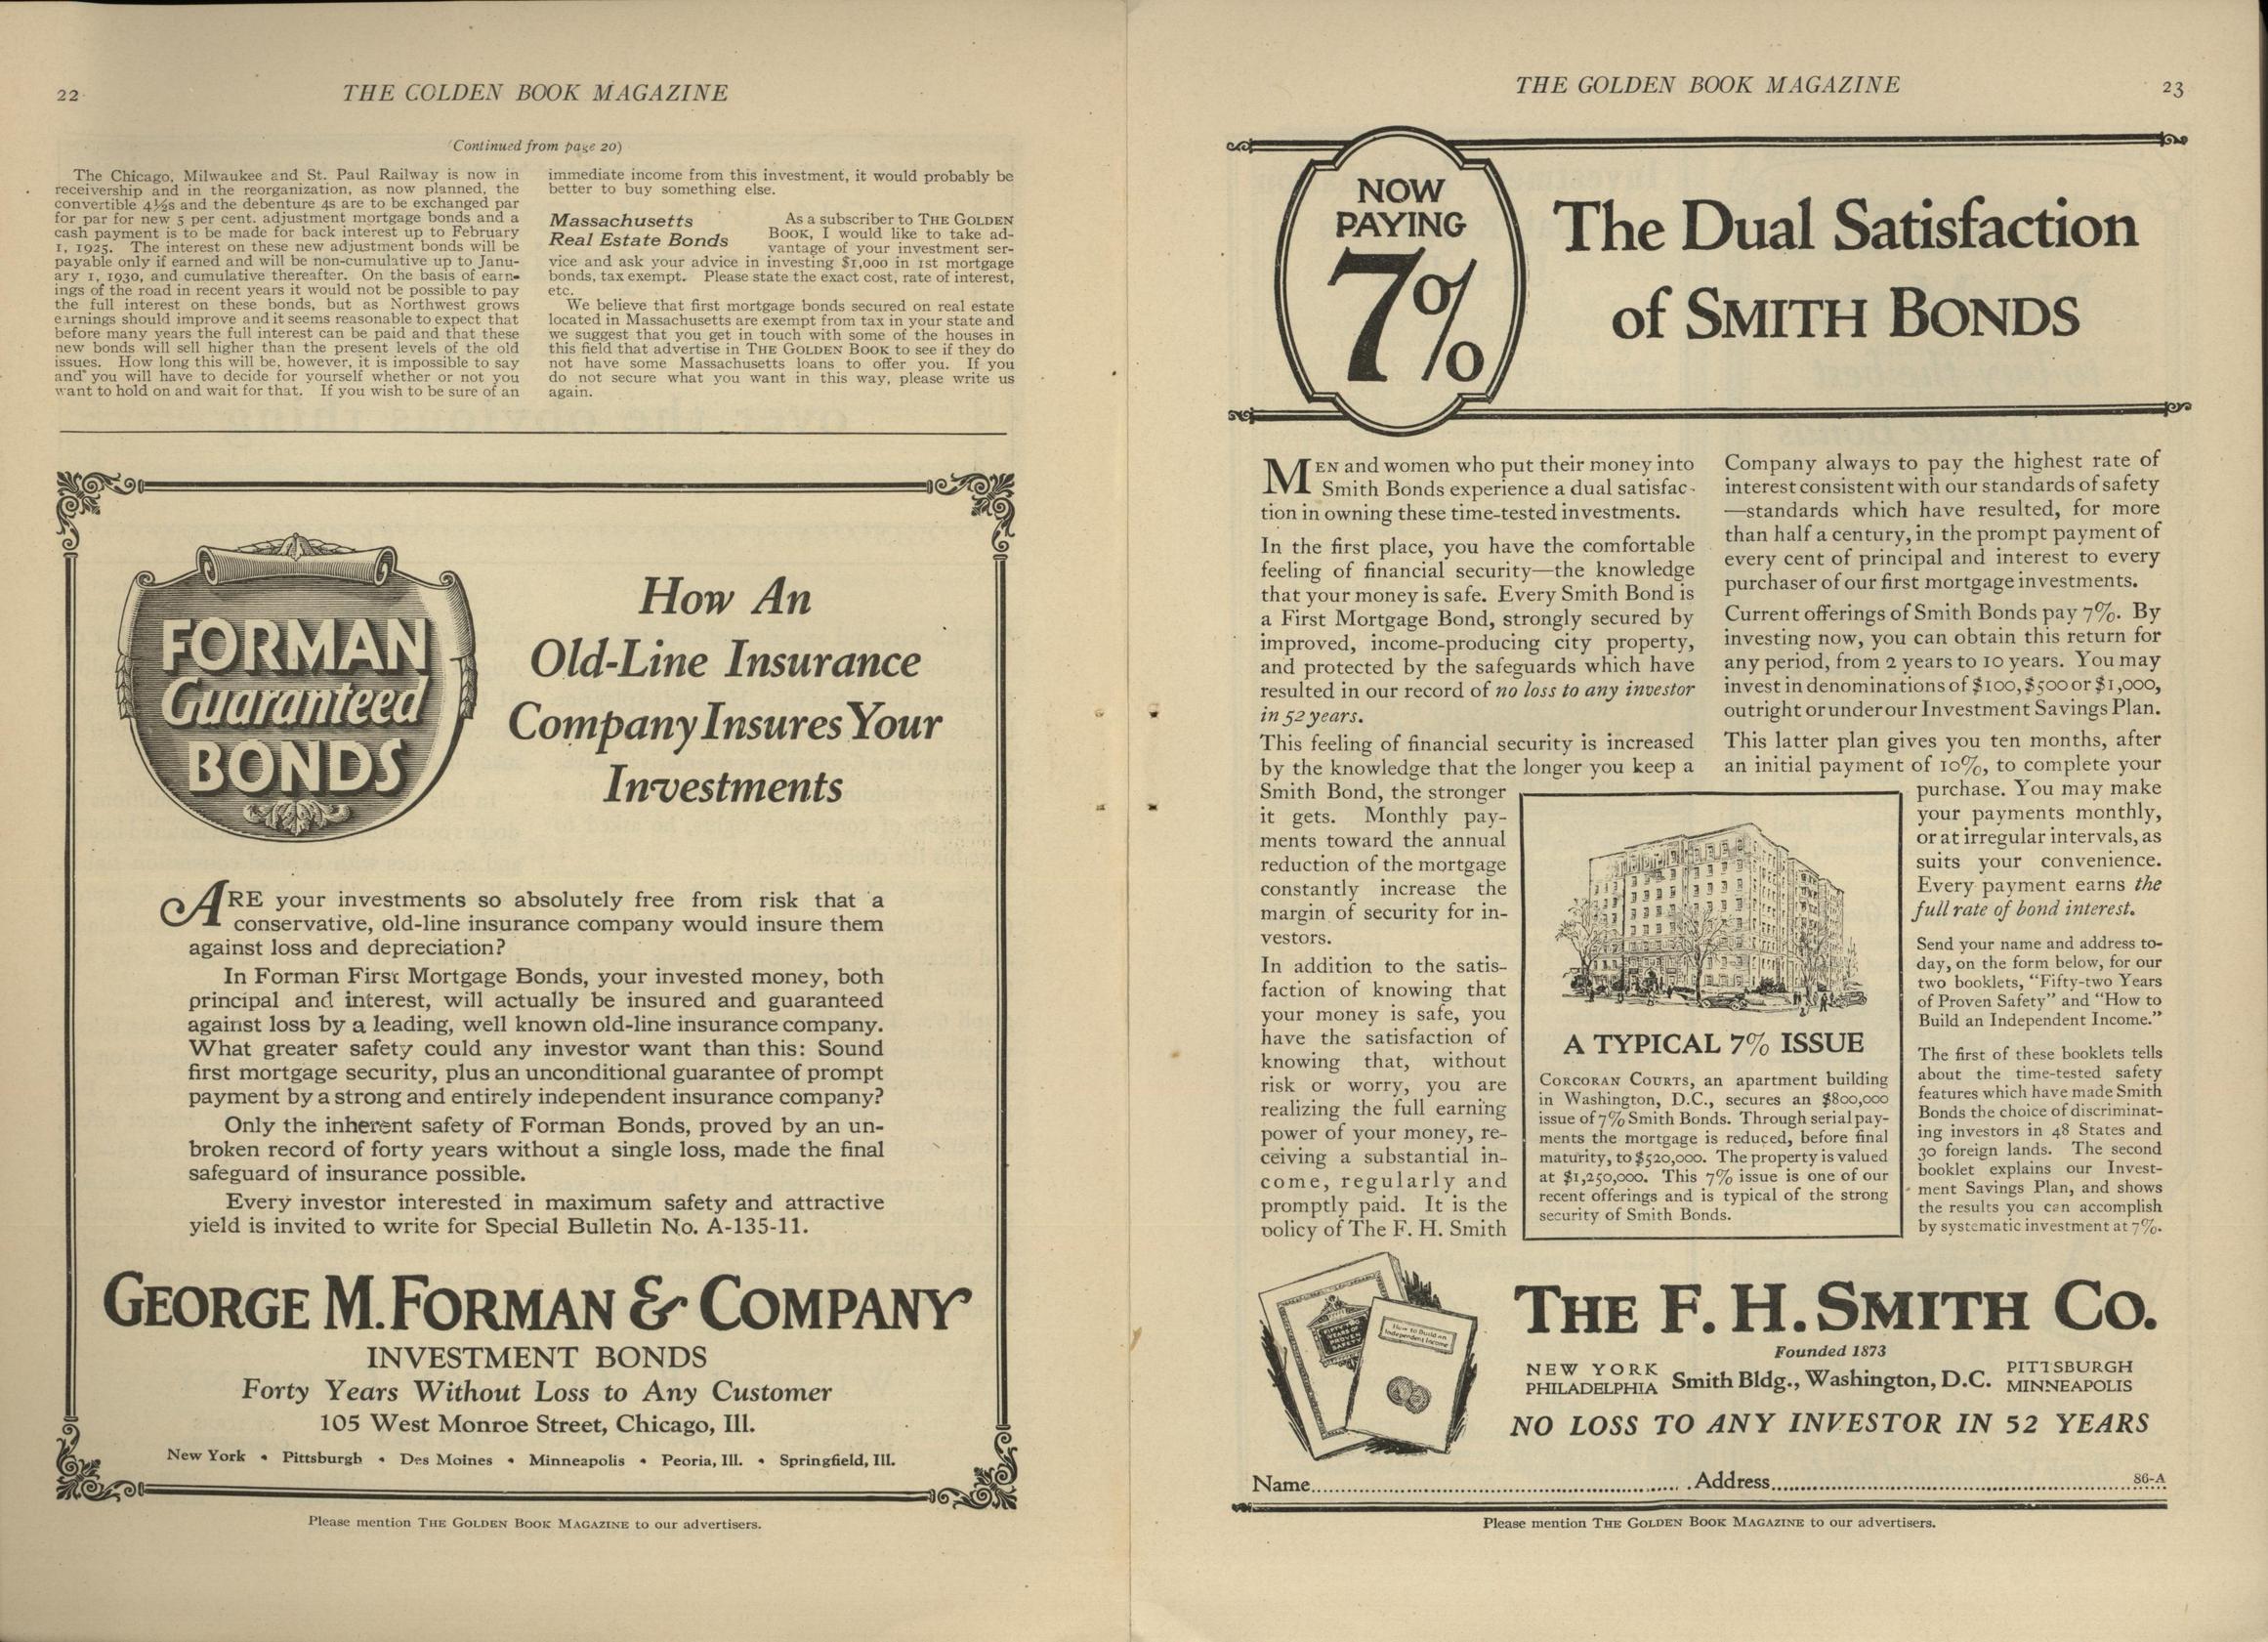 22
THE GOLDEN BOOK MAGAZINE
(Continued from page 20)
The Chicago, Milwaukee and St. Paul Railway is now in
receivership and in the reorganization, as now planned, the
convertible 4½s and the debenture 4s are to be exchanged par
for par for new 5 per cent. adjustment mortgage bonds and a
cash payment is to be made for back interest up to February
1, 1925. The interest on these new adjustment bonds will be
payable only if earned and will be non-cumulative up to Janu-
ary 1, 1930, and cumulative thereafter. On the basis of earn-
ings of the road in recent years it would not be possible to pay
the full interest on these bonds, but as Northwest grows
earnings should improve and it seems reasonable to expect that
before many years the full interest can be paid and that these
new bonds will sell higher than the present levels of the old
issues. How long this will be, however, it is impossible to say
and you will have to decide for yourself whether or not you
want to hold on and wait for that. If you wish to be sure of an
immediate income from this investment, it would probably be
better to buy something else.
Massachusetts
Real Estate Bonds
As a subscriber to THE GOLDEN
BOOK, I would like to take ad-
vantage of your investment ser-
vice and ask your advice in investing $1,000 in 1st mortgage
bonds, tax exempt. Please state the exact cost, rate of interest,
etc.
We believe that first mortgage bonds secured on real estate
located in Massachusetts are exempt from tax in your state and
we suggest that you get in touch with some of the houses in
this field that advertise in THE GOLDEN BOOK to see if they do
not have some Massachusetts loans to offer you. If you
do not secure what you want in this way, please write us
again.
FORMAN
Guaranteed
BONDS
How An
Old-Line Insurance
Company Insures Your
Investments
ARE your investments so absolutely free from risk that a
conservative, old-line insurance company would insure them
against loss and depreciation?
In Forman First Mortgage Bonds, your invested money, both
principal and interest, will actually be insured and guaranteed
against loss by a leading, well known old-line insurance company.
What greater safety could any investor want than this: Sound
first mortgage security, plus an unconditional guarantee of prompt
payment by a strong and entirely independent insurance company?
Only the inherent safety of Forman Bonds, proved by an un-
broken record of forty years without a single loss, made the final
safeguard of insurance possible.
Every investor interested in maximum safety and attractive
yield is invited to write for Special Bulletin No. A-135-11.
GEORGE M. FORMAN & COMPANY
INVESTMENT BONDS
Forty Years Without Loss to Any Customer
105 West Monroe Street, Chicago, Ill.
New York • Pittsburgh • Des Moines • Minneapolis • Peoria, Ill. • Springfield, Ill.
Please mention THE GOLDEN BOOK MAGAZINE to our advertisers.
THE GOLDEN BOOK MAGAZINE
23
NOW
PAYING
7%
The Dual Satisfaction
of SMITH BONDS
MEN and women who put their money into
Smith Bonds experience a dual satisfac-
tion in owning these time-tested investments.
In the first place, you have the comfortable
feeling of financial security—the knowledge
that your money is safe. Every Smith Bond is
a First Mortgage Bond, strongly secured by
improved, income-producing city property,
and protected by the safeguards which have
resulted in our record of no loss to any investor
in 52 years.
This feeling of financial security is increased
by the knowledge that the longer you keep a
Smith Bond, the stronger
it gets. Monthly pay-
ments toward the annual
reduction of the mortgage
constantly increase the
margin of security for in-
vestors.
In addition to the satis-
faction of knowing that
your money is safe, you
have the satisfaction of
knowing that, without
risk or worry, you are
realizing the full earning
power of your money, re-
ceiving a substantial in-
come, regularly and
promptly paid. It is the
policy of The F. H. Smith
Company always to pay the highest rate of
interest consistent with our standards of safety
—standards which have resulted, for more
than half a century, in the prompt payment of
every cent of principal and interest to every
purchaser of our first mortgage investments.
Current offerings of Smith Bonds pay 7%. By
investing now, you can obtain this return for
any period, from 2 years to 10 years. You may
invest in denominations of $100, $500 or $1,000,
outright or under our Investment Savings Plan.
This latter plan gives you ten months, after
an initial payment of 10%, to complete your
purchase. You may make
your payments monthly,
or at irregular intervals, as
suits your convenience.
Every payment earns the
full rate of bond interest.
Send your name and address to-
day, on the form below, for our
two booklets, "Fifty-two Years
of Proven Safety" and "How to
Build an Independent Income."
The first of these booklets tells
about the time-tested safety
features which have made Smith
Bonds the choice of discriminat-
ing investors in 48 States and
30 foreign lands. The second
booklet explains our Invest-
ment Savings Plan, and shows
the results you can accomplish
by systematic investment at 7%.
A TYPICAL 7% ISSUE
CORCORAN COURTS, an apartment building
in Washington, D.C., secures an $800,000
issue of 7% Smith Bonds. Through serial pay-
ments the mortgage is reduced, before final
maturity, to $520,000. The property is valued
at $1,250,000. This 7% issue is one of our
recent offerings and is typical of the strong
security of Smith Bonds.
FIFTY-TWO
YEARS OF
PROVEN
SAFETY
How to Build an
Independent Income
THE F. H. SMITH CO.
Founded 1873
NEW YORK
PHILADELPHIA
Smith Bldg., Washington, D.C.
PITTSBURGH
MINNEAPOLIS
NO LOSS TO ANY INVESTOR IN 52 YEARS
Name.......... Address..........
86-A
Please mention THE GOLDEN BOOK MAGAZINE to our advertisers.